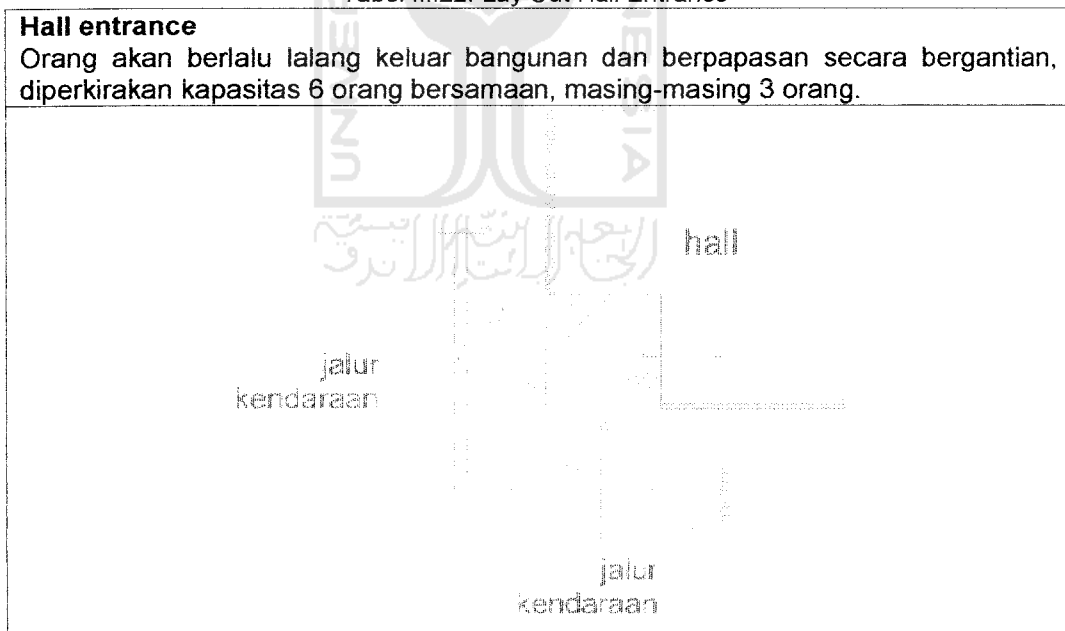 Hall entrance
Orang akan berlalu lalang keluar bangunan dan berpapasan secara bergantian,
diperkirakan kapasitas 6 orang bersamaan, masing-masing 3 orang.
hall
jalur
kendaraan
jalur
kendaraan